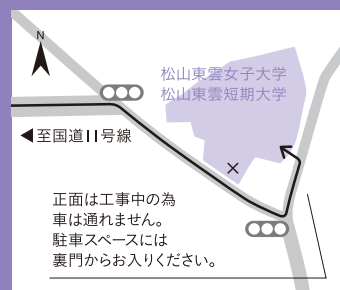 N
松山東雲女子大学
松山東雲短期大学
◀至国道11号線
×
正面は工事中の為
車は通れません。
駐車スペースには
裏門からお入りください。